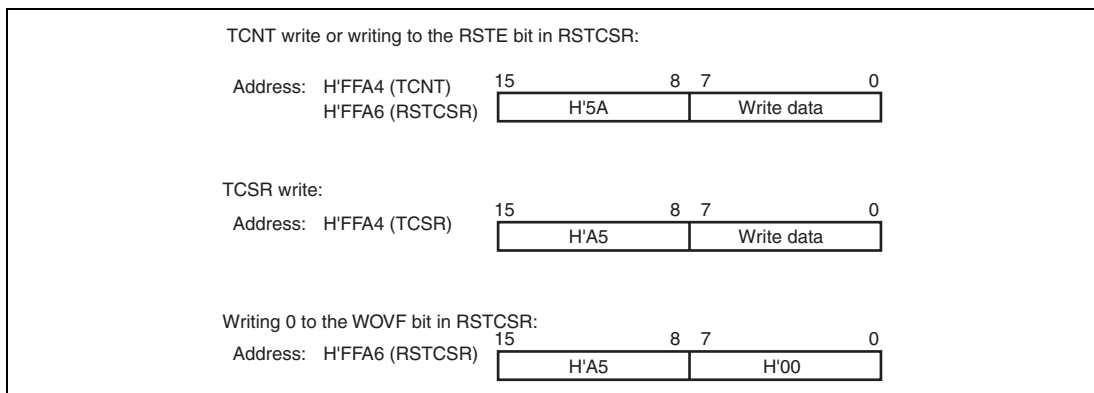 TCNT write or writing to the RSTE bit in RSTCSR:
15 8 7 0
Address: H'FFA4 (TCNT)
H'FFA6 (RSTCSR) H'5A Write data
TCSR write:
15 8 7 0
Address: H'FFA4 (TCSR) H'A5 Write data
Writing 0 to the WOVF bit in RSTCSR:
15 8 7 0
Address: H'FFA6 (RSTCSR) H'A5 H'00